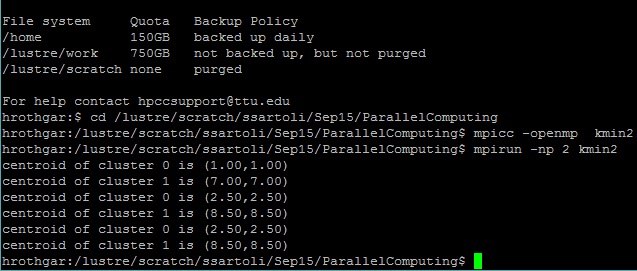 File system     Quota   Backup Policy
/home           150GB   backed up daily
/lustre/work    750GB   not backed up, but not purged
/lustre/scratch none    purged
For help contact hpccsupport@ttu.edu
hrothgar:$ cd /lustre/scratch/ssartoli/Sep15/ParallelComputing
hrothgar:/lustre/scratch/ssartoli/Sep15/ParallelComputing$ mpicc -openmp  kmin2
hrothgar:/lustre/scratch/ssartoli/Sep15/ParallelComputing$ mpirun -np 2 kmin2
centroid of cluster 0 is (1.00,1.00)
centroid of cluster 1 is (7.00,7.00)
centroid of cluster 0 is (2.50,2.50)
centroid of cluster 1 is (8.50,8.50)
centroid of cluster 0 is (2.50,2.50)
centroid of cluster 1 is (8.50,8.50)
hrothgar:/lustre/scratch/ssartoli/Sep15/ParallelComputing$